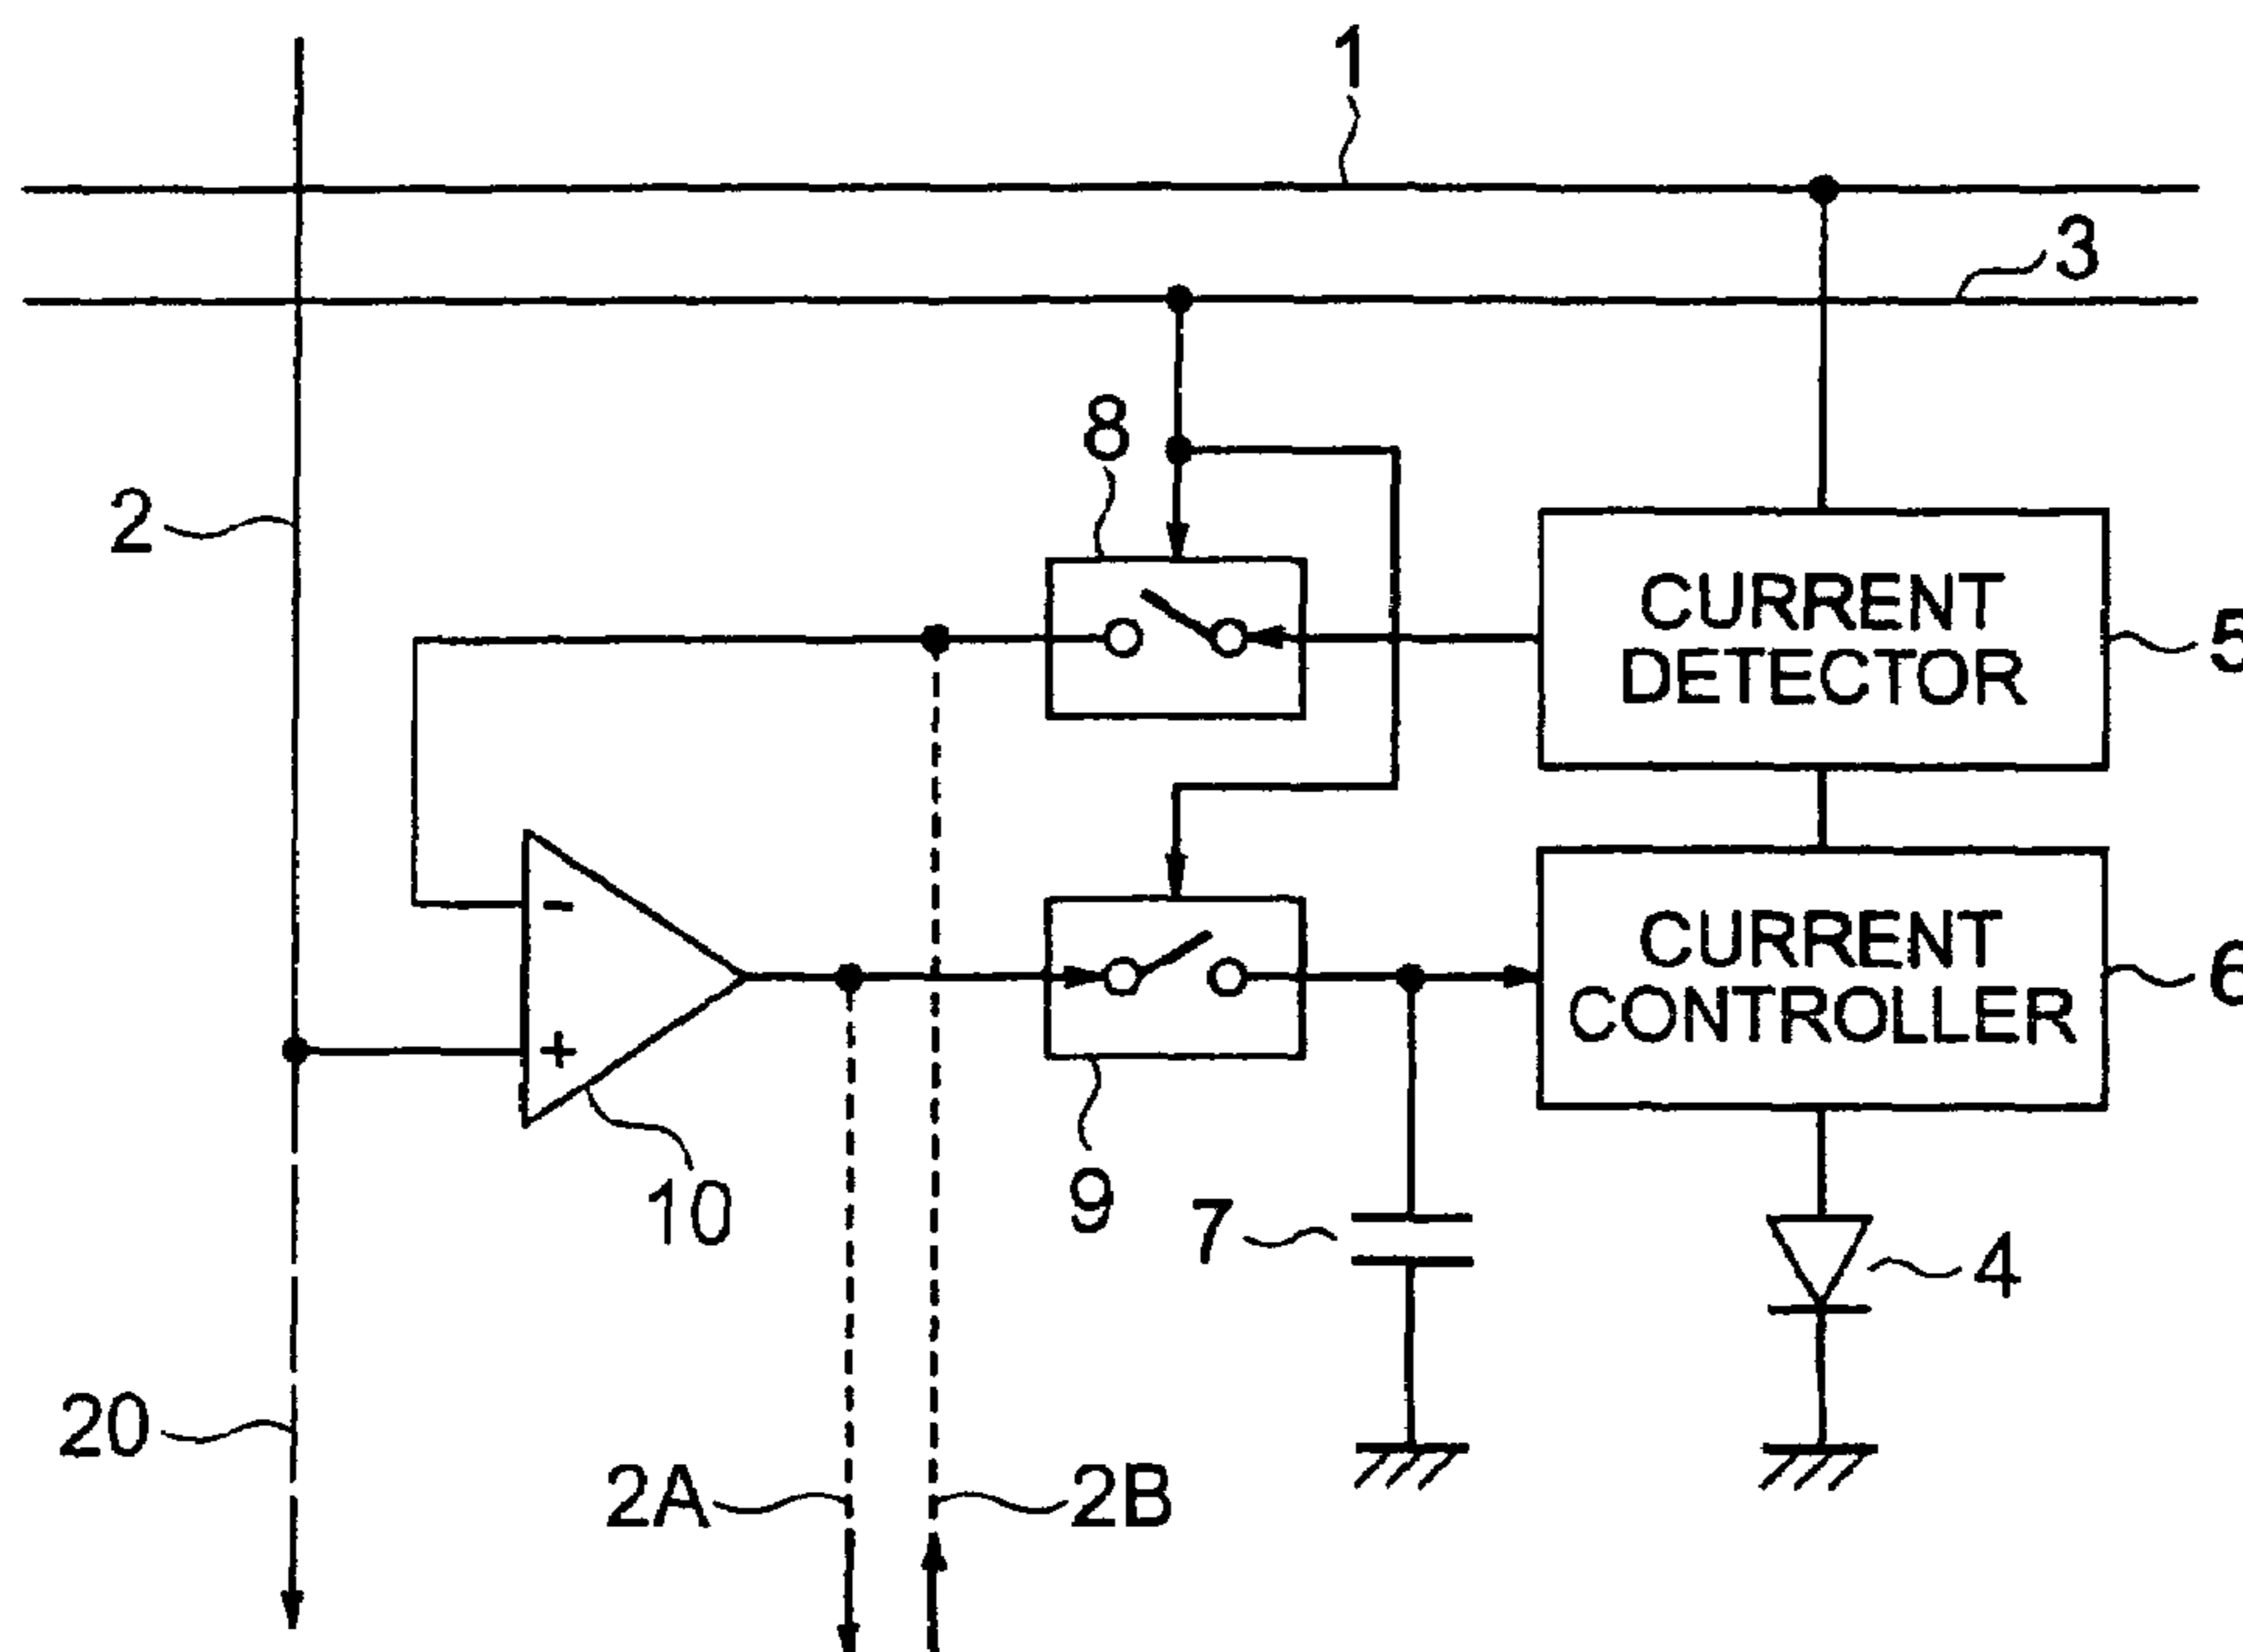 1
3
8
2
CURRENT
DETECTOR
5
-
CURRENT
CONTROLLER
6
+
10
9
7
4
20
2A
2B